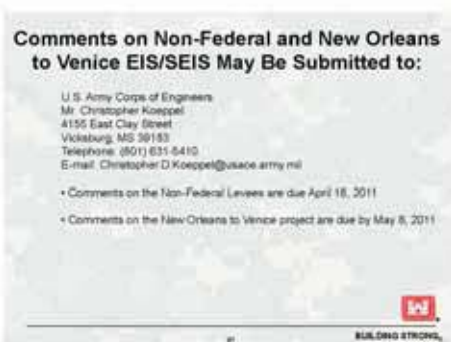 Comments on Non-Federal and New Orleans
to Venice EIS/SEIS May Be Submitted to:
U.S. Army Corps of Engineers
Mr. Christopher Koeppel
4155 East Clay Street
Vicksburg, MS 39183
Telephone: (601) 631-5410
E-mail: Christopher.D.Koeppel@usace.army.mil
• Comments on the Non-Federal Levees are due April 18, 2011
• Comments on the New Orleans to Venice project are due by May 8, 2011
BUILDING STRONG®